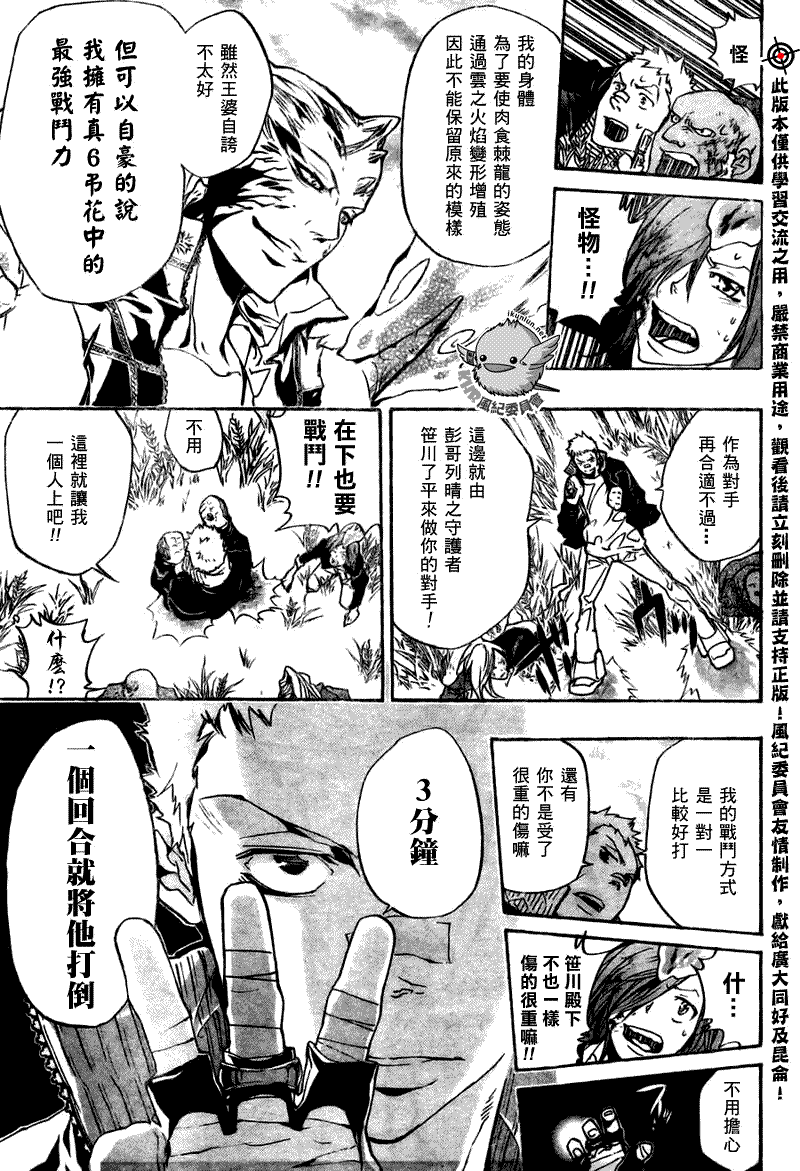 怪
怪物…!!
我的身體
為了要使肉食棘龍的姿態
通過雲之火焰變形增殖
因此不能保留原來的模樣
雖然王婆自誇
不太好
但可以自豪的說
我擁有真6吊花中的
最強戰鬥力
作為對手
再合適不過…
這邊就由
彭哥列晴之守護者
笹川了平來做你的對手！
在下也要
戰鬥!!
不用
這裡就讓我
一個人上吧!!
什麼!?
我的戰鬥方式
是一對一
比較好打
還有
你不是受了
很重的傷嘛
什…
笹川殿下
不也一樣
傷的很重嘛!!
不用擔心
3分鐘
一個回合就將他打倒
此版本僅供學習交流之用，嚴禁商業用途，觀看後請立刻刪除並請支持正版！風紀委員會友情制作，獻給廣大同好及昆侖！
ikunlun.net
KHR風紀委員會